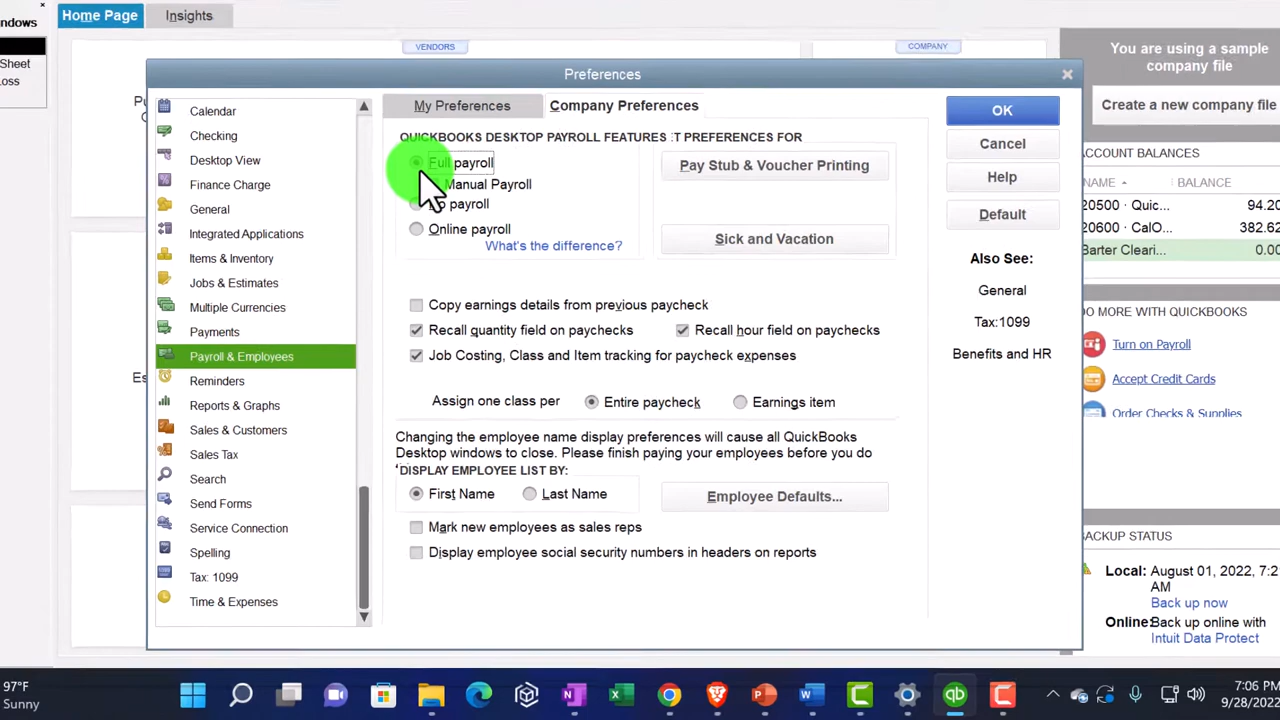 ndows
Sheet
Loss
Home Page
Insights
VENDORS
COMPANY
Pu
Es
Preferences
Calendar
Checking
Desktop View
Finance Charge
General
Integrated Applications
Items & Inventory
Jobs & Estimates
Multiple Currencies
Payments
Payroll & Employees
Reminders
Reports & Graphs
Sales & Customers
Sales Tax
Search
Send Forms
Service Connection
Spelling
Tax: 1099
Time & Expenses
My Preferences
Company Preferences
QUICKBOOKS DESKTOP PAYROLL FEATURES
:T PREFERENCES FOR
Full payroll
Manual Payroll
payroll
Online payroll
What's the difference?
Pay Stub & Voucher Printing
Sick and Vacation
Copy earnings details from previous paycheck
Recall quantity field on paychecks
Recall hour field on paychecks
Job Costing, Class and Item tracking for paycheck expenses
Assign one class per
Entire paycheck
Earnings item
Changing the employee name display preferences will cause all QuickBooks
Desktop windows to close. Please finish paying your employees before you do
DISPLAY EMPLOYEE LIST BY:
First Name
Last Name
Employee Defaults...
Mark new employees as sales reps
Display employee social security numbers in headers on reports
OK
Cancel
Help
Default
Also See:
General
Tax:1099
Benefits and HR
You are using a sample
company file
Create a new company file
ACCOUNT BALANCES
NAME
BALANCE
20500 · Quic... 94.20
20600 · CalO... 382.62
Barter Cleari... 0.00
DO MORE WITH QUICKBOOKS
Turn on Payroll
Accept Credit Cards
Order Checks & Supplies
BACKUP STATUS
Local: August 01, 2022, 7:2
AM
Back up now
Online: Back up online with
Intuit Data Protect
97°F
Sunny
7:06 PM
9/28/2022